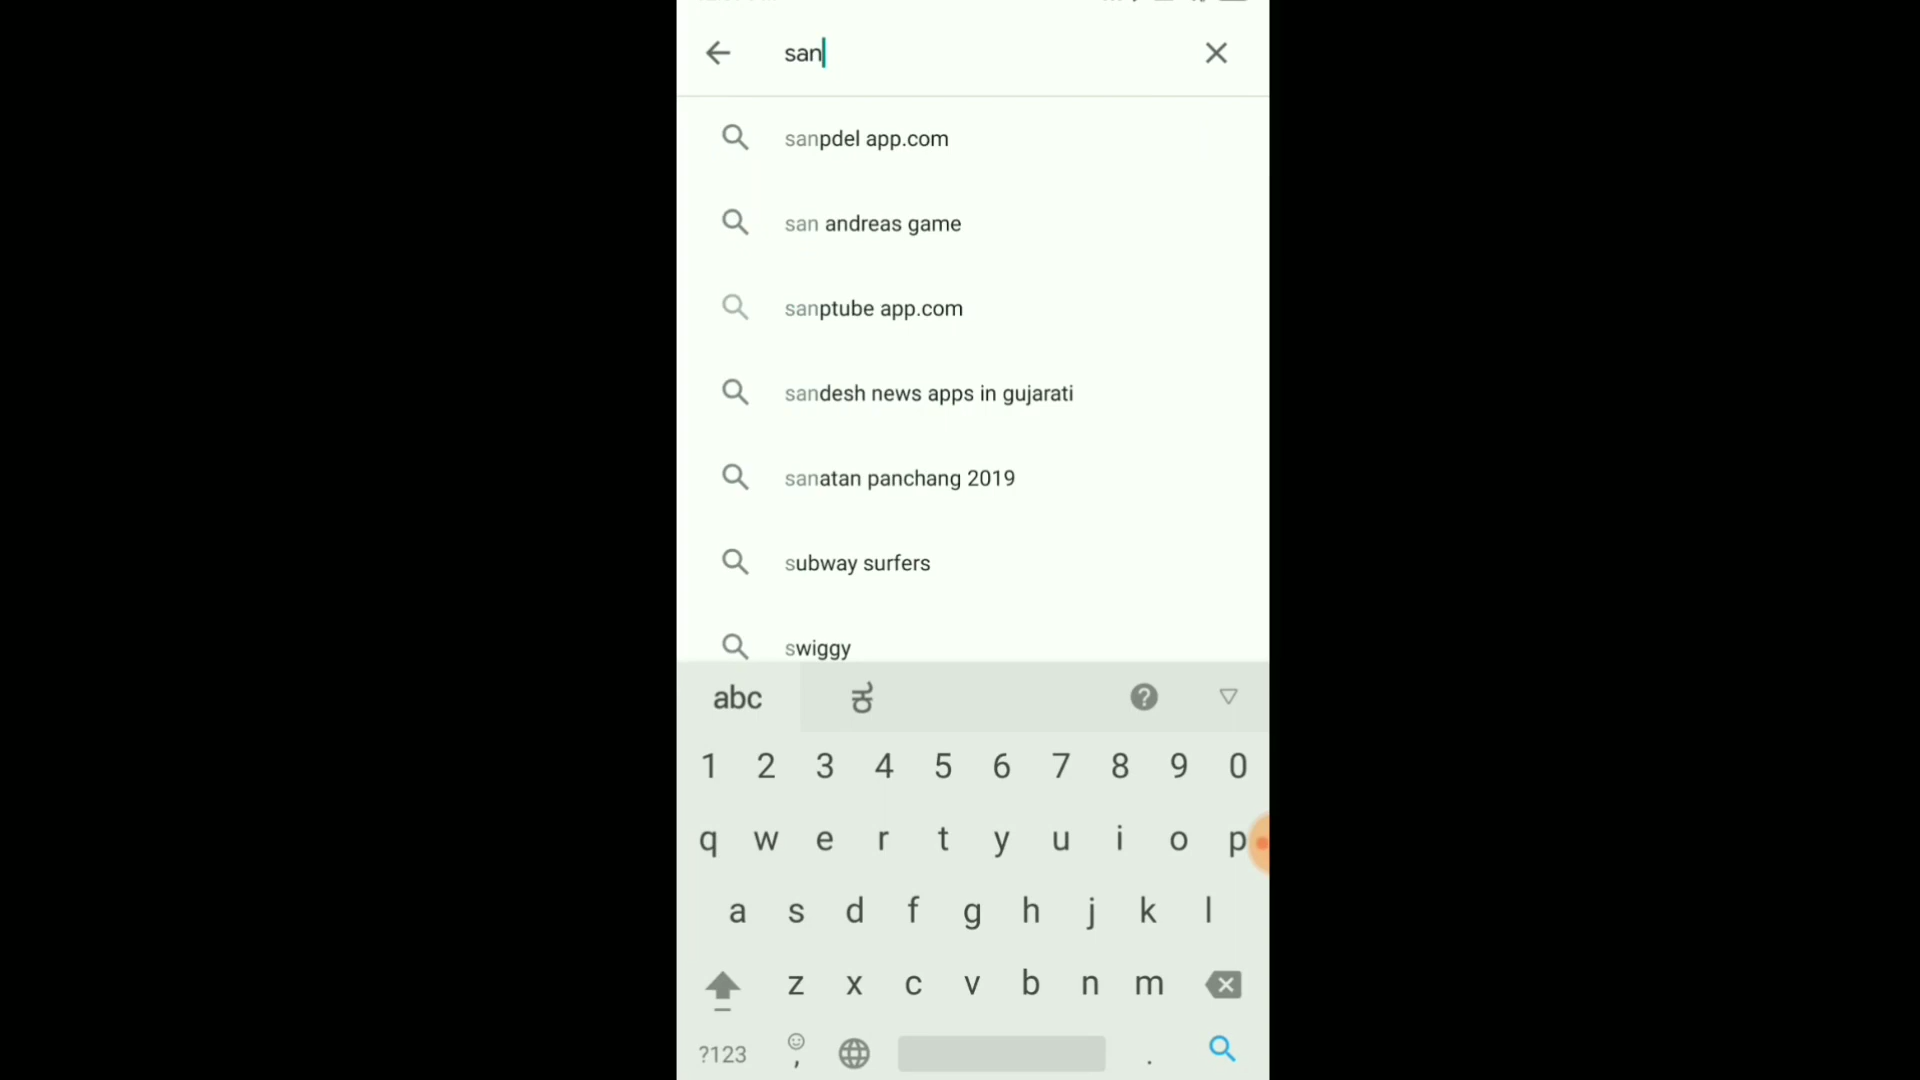 san
sanpdel app.com
san andreas game
sanptube app.com
sandesh news apps in gujarati
sanatan panchang 2019
subway surfers
swiggy
abc
1 2 3 4 5 6 7 8 9 0
q w e r t y u i o p
a s d f g h j k l
z x c v b n m
?123 , .